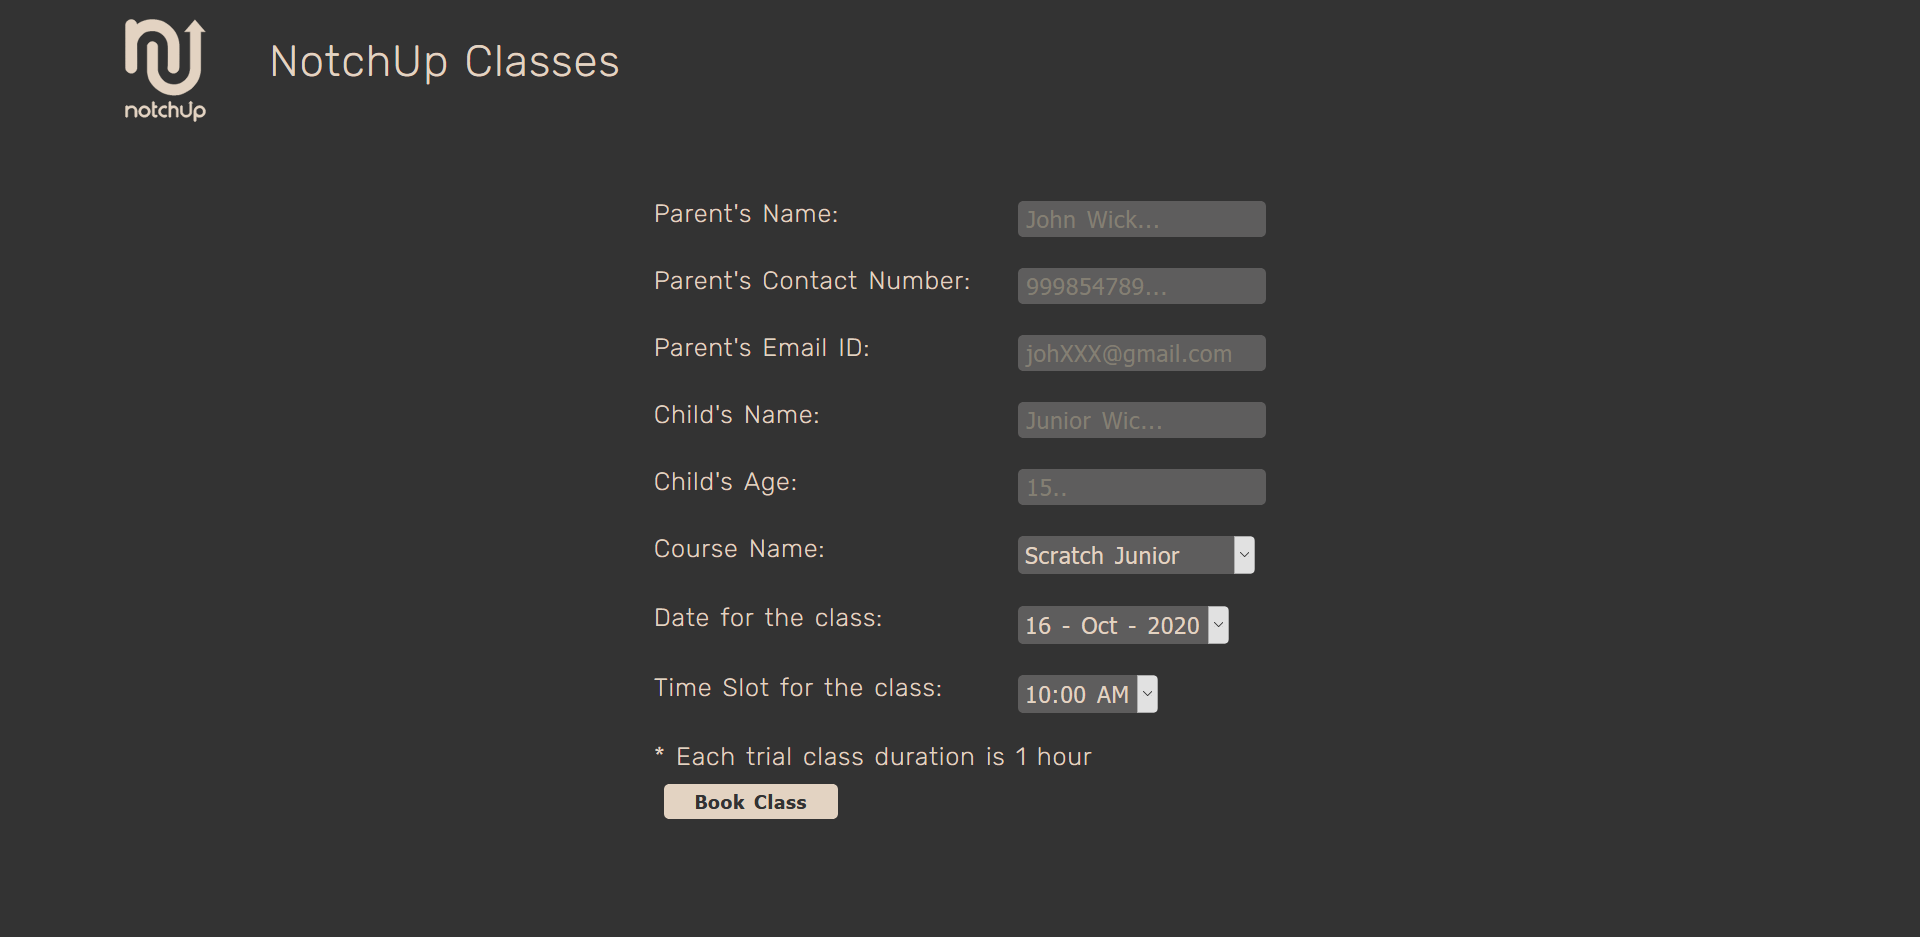 notchup
NotchUp Classes
Parent's Name:
John Wick...
Parent's Contact Number:
999854789...
Parent's Email ID:
johXXX@gmail.com
Child's Name:
Junior Wic...
Child's Age:
15..
Course Name:
Scratch Junior
Date for the class:
16 - Oct - 2020
Time Slot for the class:
10:00 AM
* Each trial class duration is 1 hour
Book Class